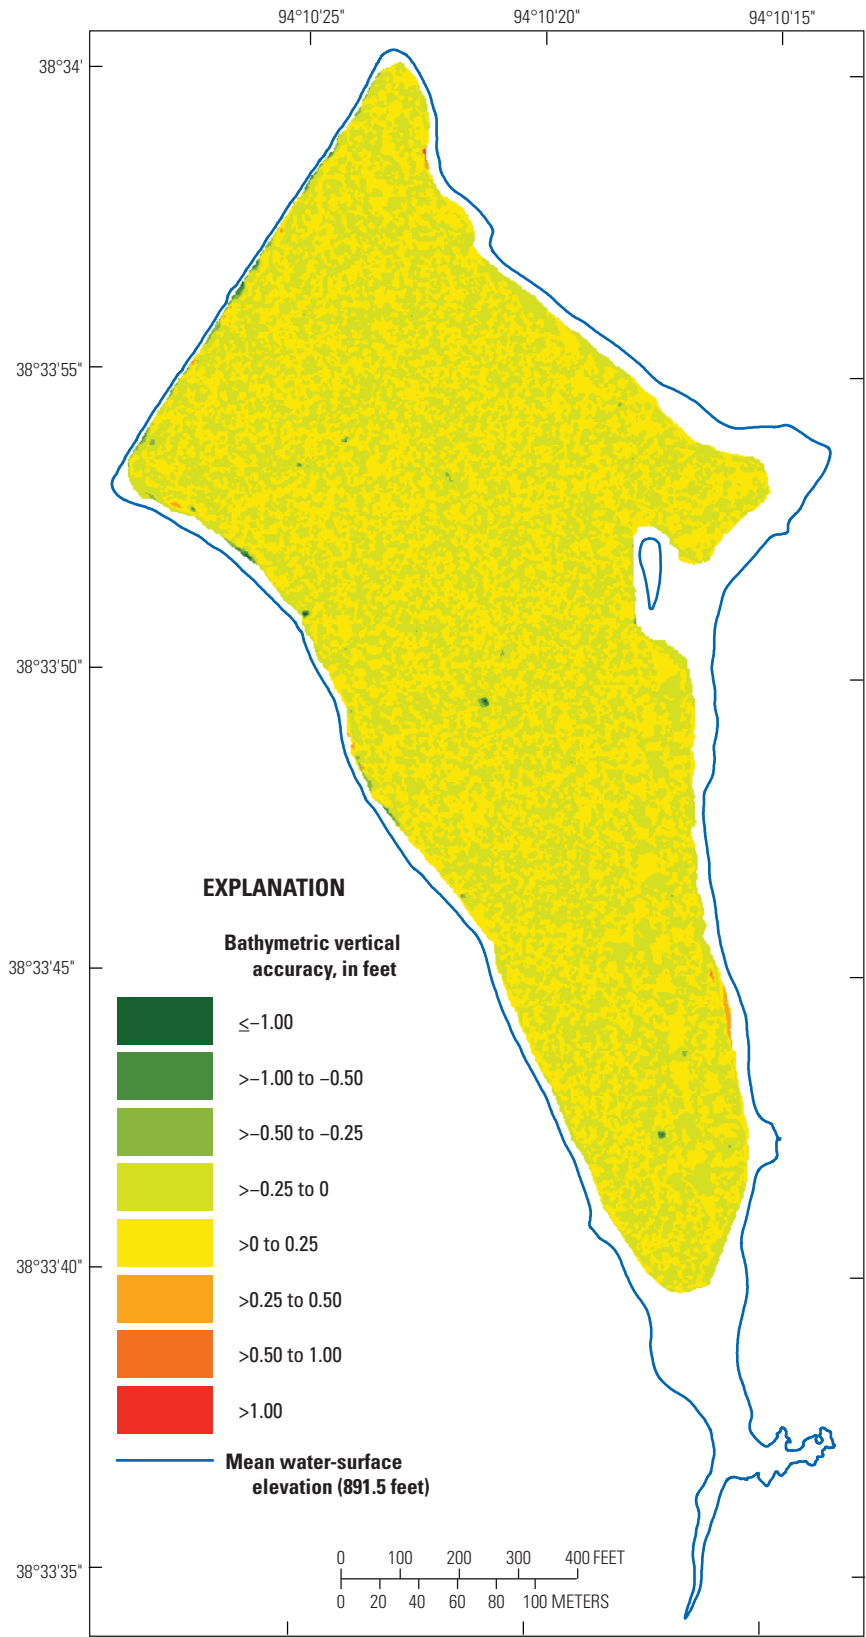 94°10'25" 94°10'20" 94°10'15"
38°34'
38°33'55"
38°33'50"
38°33'45"
38°33'40"
38°33'35"
EXPLANATION
Bathymetric vertical
accuracy, in feet
≤−1.00
>−1.00 to −0.50
>−0.50 to −0.25
>−0.25 to 0
>0 to 0.25
>0.25 to 0.50
>0.50 to 1.00
>1.00
Mean water-surface
elevation (891.5 feet)
0 100 200 300 400 FEET
0 20 40 60 80 100 METERS